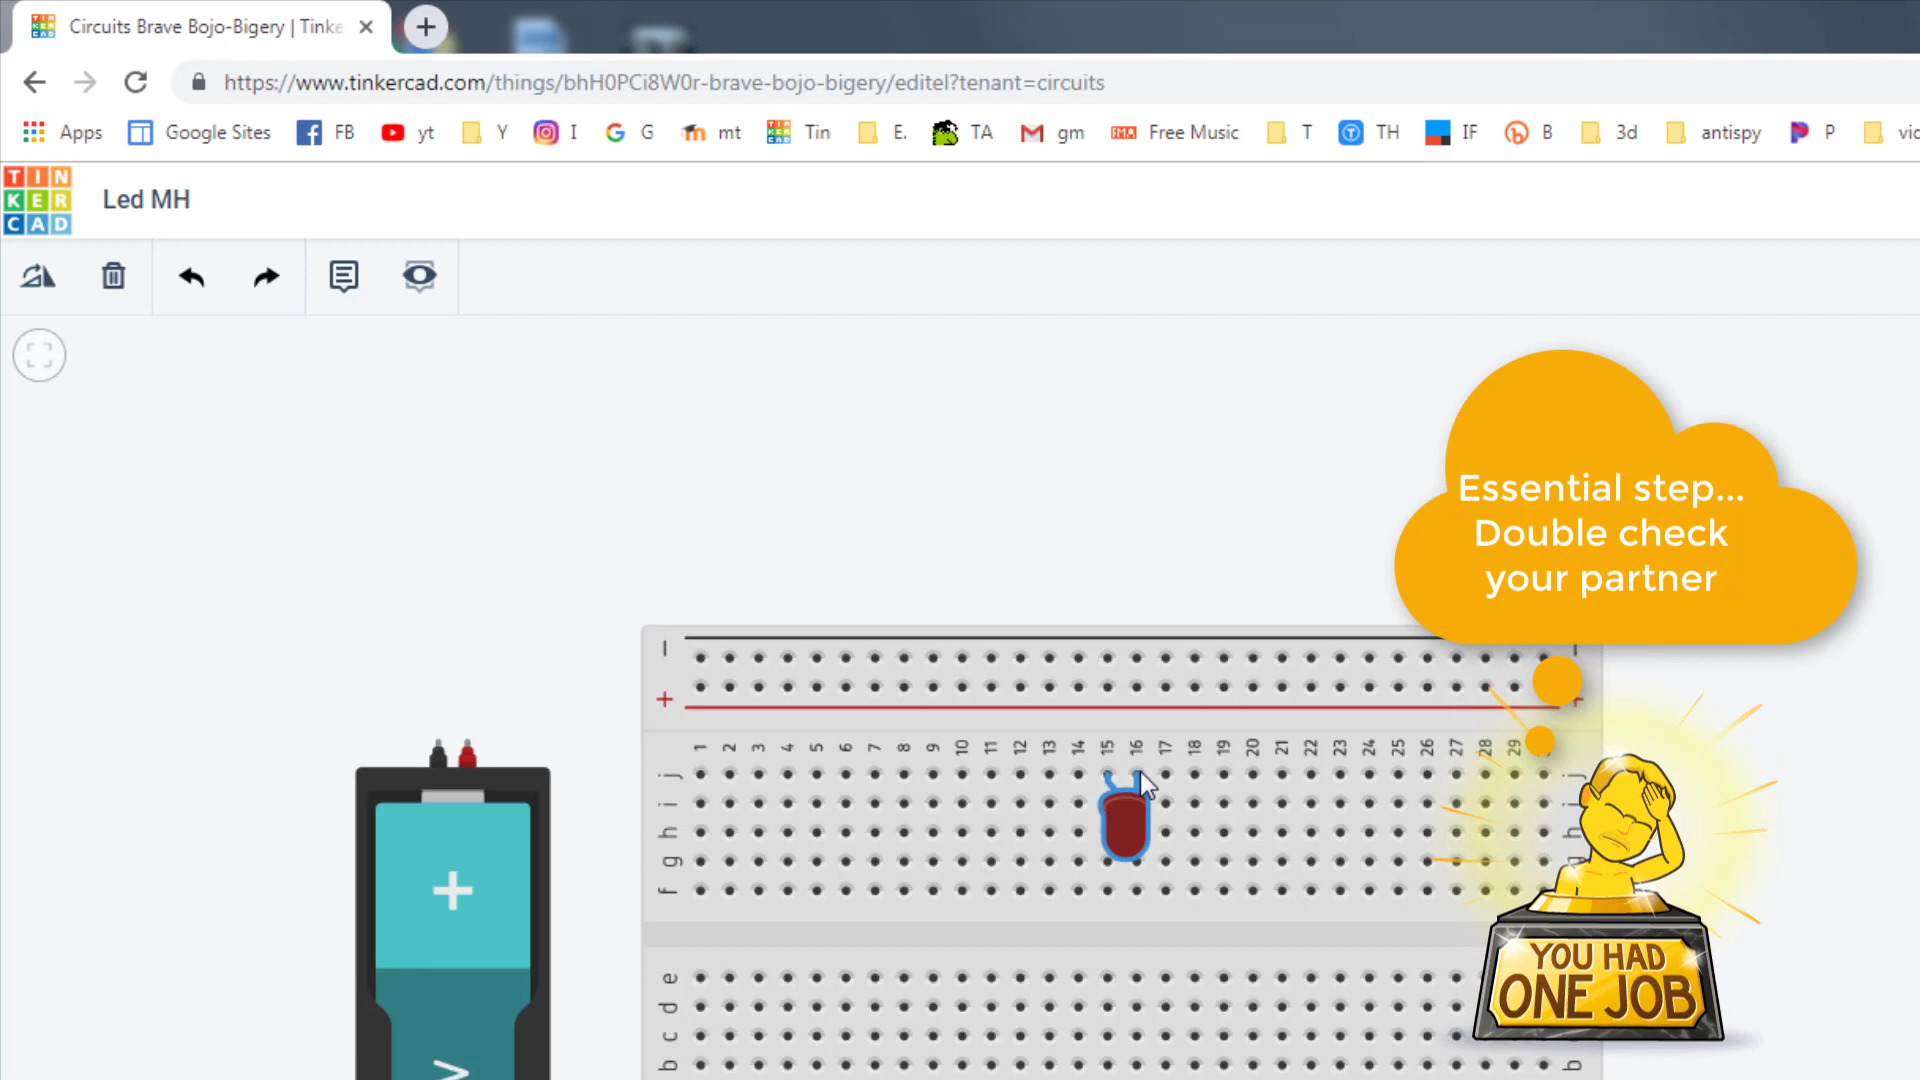 Circuits Brave Bojo-Bigery | Tinke
https://www.tinkercad.com/things/bhH0PCi8W0r-brave-bojo-bigery/editel?tenant=circuits
Apps Google Sites FB yt Y I G mt Tin E. TA gm Free Music T TH IF B 3d antispy P vic
TIN
KER
CAD
Led MH
Essential step...
Double check
your partner
− −
+ +
1 2 3 4 5 6 7 8 9 10 11 12 13 14 15 16 17 18 19 20 21 22 23 24 25 26 27 28 29
j j
i i
h h
g g
f
e
d
c
b b
+
YOU HAD
ONE JOB